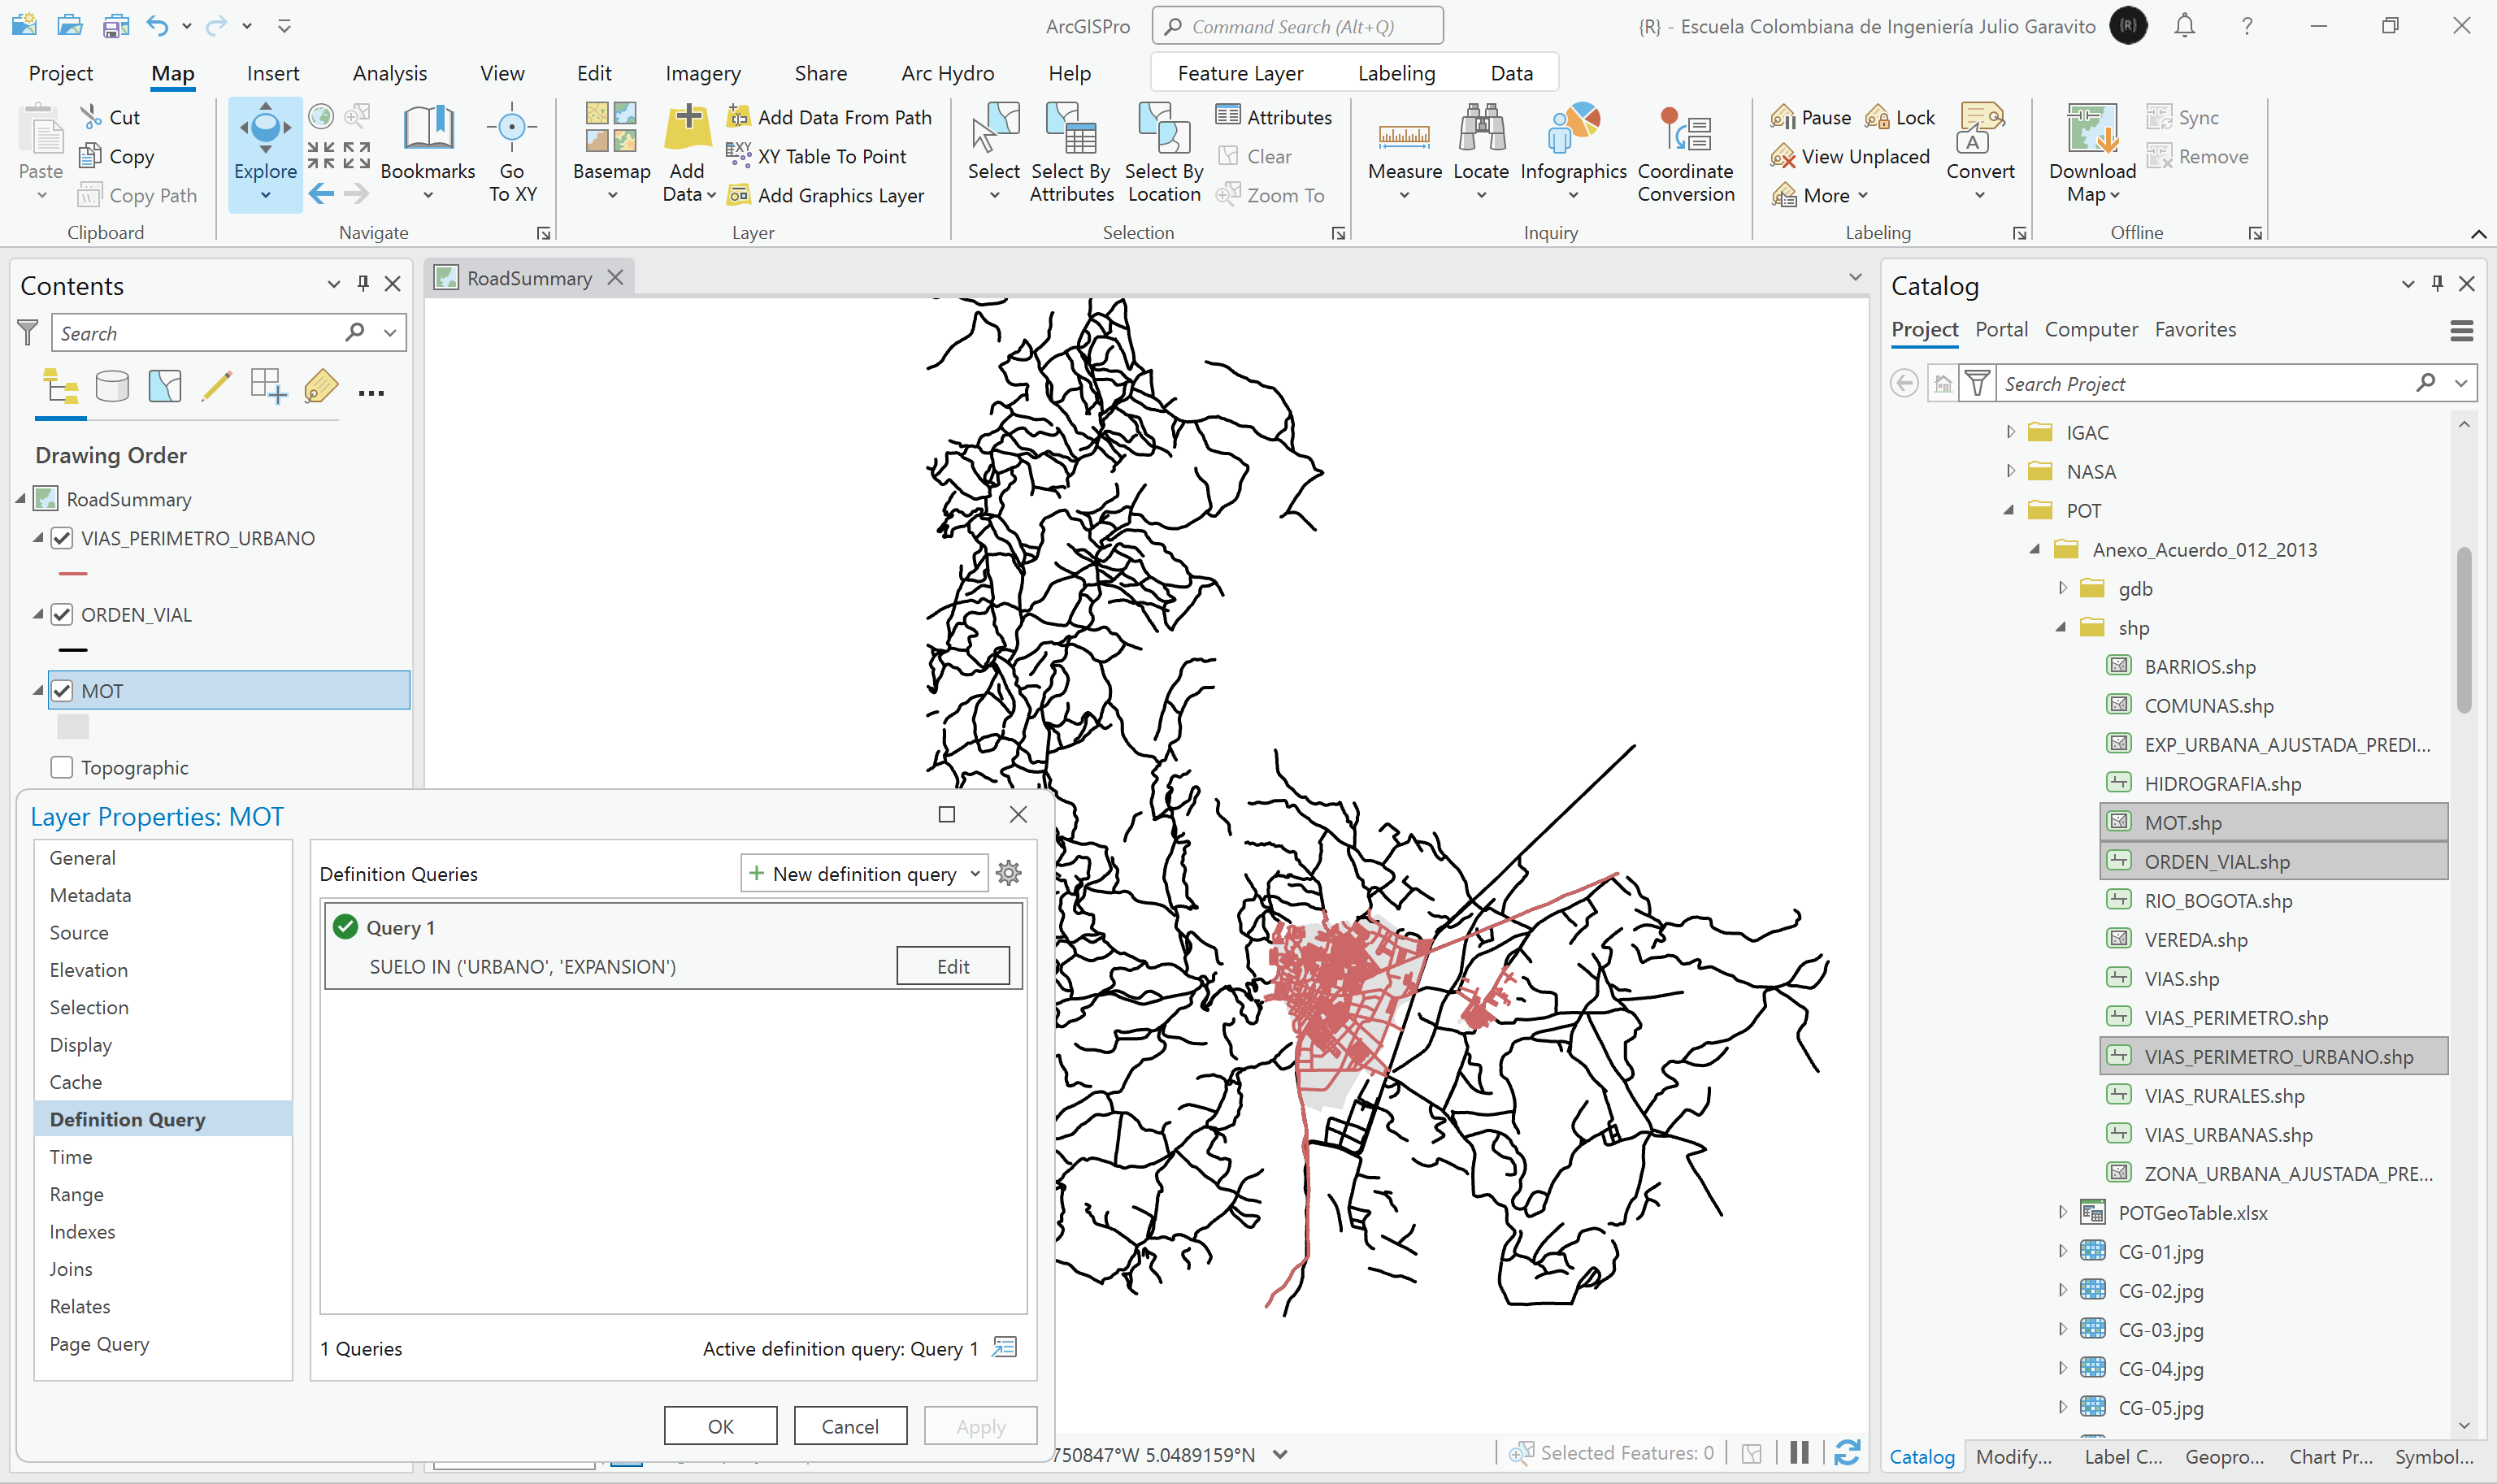 ArcGISPro
Command Search (Alt+Q)
{R} - Escuela Colombiana de Ingeniería Julio Garavito
{R}
Project
Map
Insert
Analysis
View
Edit
Imagery
Share
Arc Hydro
Help
Feature Layer
Labeling
Data
Paste
Cut
Copy
Copy Path
Clipboard
Explore
Bookmarks
Go
To XY
Navigate
Basemap
Add
Data
Add Data From Path
XY Table To Point
Add Graphics Layer
Layer
Select
Select By
Attributes
Select By
Location
Attributes
Clear
Zoom To
Selection
Measure
Locate
Infographics
Coordinate
Conversion
Inquiry
Pause
Lock
View Unplaced
More
Convert
Labeling
Download
Map
Sync
Remove
Offline
Contents
Search
Drawing Order
RoadSummary
VIAS_PERIMETRO_URBANO
ORDEN_VIAL
MOT
Topographic
RoadSummary
Layer Properties: MOT
General
Metadata
Source
Elevation
Selection
Display
Cache
Definition Query
Time
Range
Indexes
Joins
Relates
Page Query
Definition Queries
New definition query
Query 1
SUELO IN ('URBANO', 'EXPANSION')
Edit
1 Queries
Active definition query: Query 1
OK
Cancel
Apply
750847°W 5.0489159°N
Selected Features: 0
Catalog
Project
Portal
Computer
Favorites
Search Project
IGAC
NASA
POT
Anexo_Acuerdo_012_2013
gdb
shp
BARRIOS.shp
COMUNAS.shp
EXP_URBANA_AJUSTADA_PREDI...
HIDROGRAFIA.shp
MOT.shp
ORDEN_VIAL.shp
RIO_BOGOTA.shp
VEREDA.shp
VIAS.shp
VIAS_PERIMETRO.shp
VIAS_PERIMETRO_URBANO.shp
VIAS_RURALES.shp
VIAS_URBANAS.shp
ZONA_URBANA_AJUSTADA_PRE...
POTGeoTable.xlsx
CG-01.jpg
CG-02.jpg
CG-03.jpg
CG-04.jpg
CG-05.jpg
Catalog
Modify...
Label C...
Geopro...
Chart Pr...
Symbol...